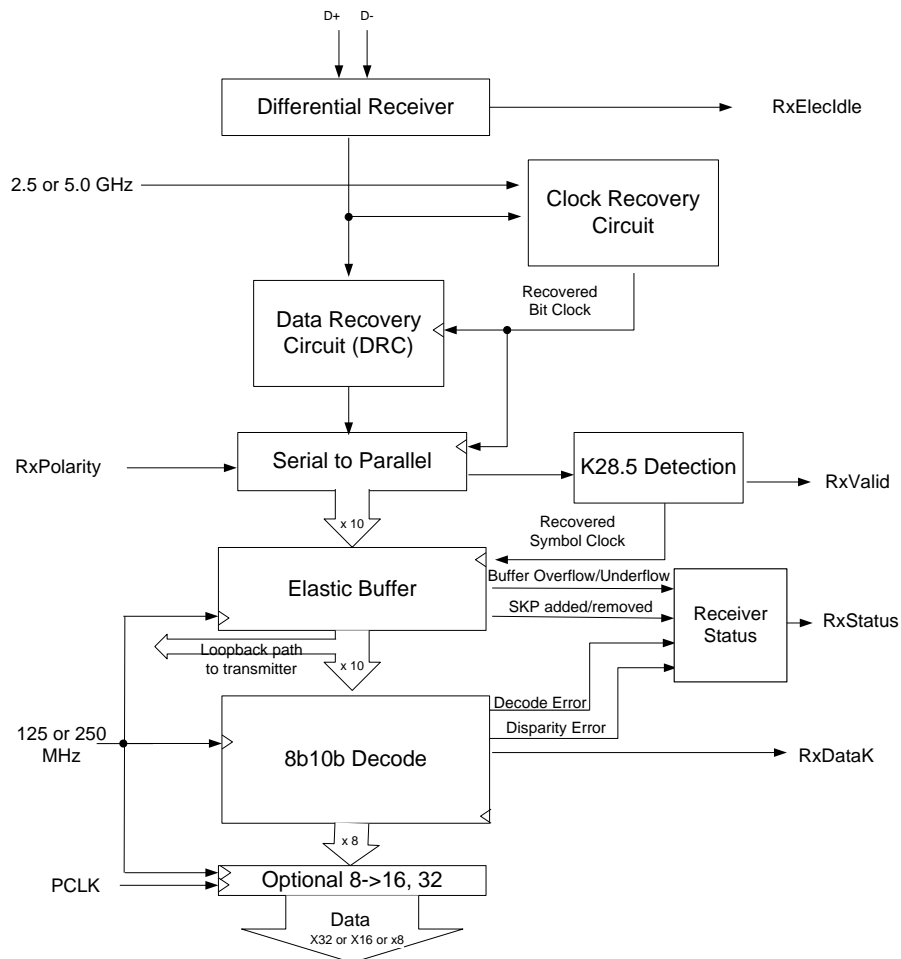 D+ D-
Differential Receiver
RxElecIdle
2.5 or 5.0 GHz
Clock Recovery
Circuit
Recovered
Bit Clock
Data Recovery
Circuit (DRC)
RxPolarity
Serial to Parallel
K28.5 Detection
RxValid
x 10
Recovered
Symbol Clock
Elastic Buffer
Buffer Overflow/Underflow
SKP added/removed
Receiver
Status
RxStatus
Loopback path
to transmitter
x 10
Decode Error
Disparity Error
125 or 250
MHz
8b10b Decode
RxDataK
x 8
PCLK
Optional 8->16, 32
Data
X32 or X16 or x8